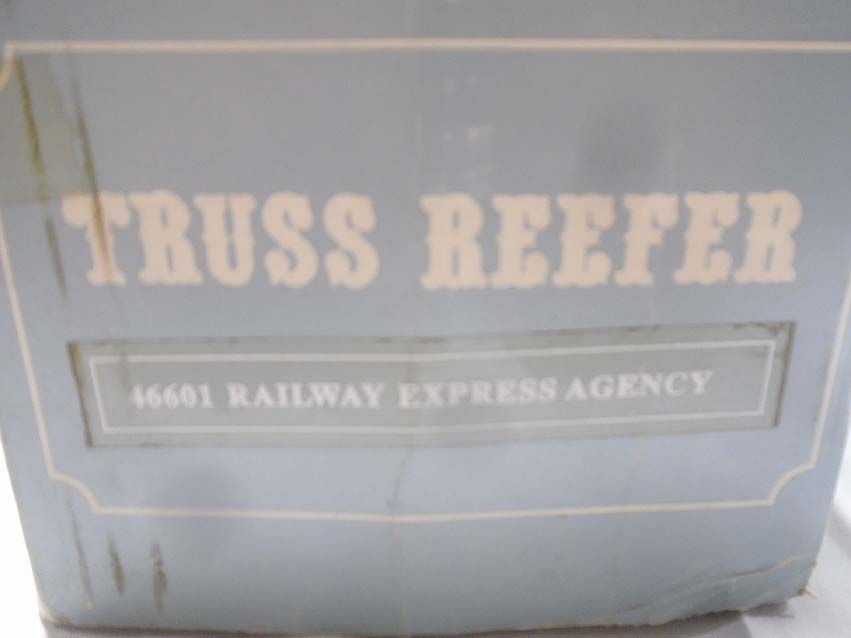 TRUSS REEFER
46601 RAILWAY EXPRESS AGENCY